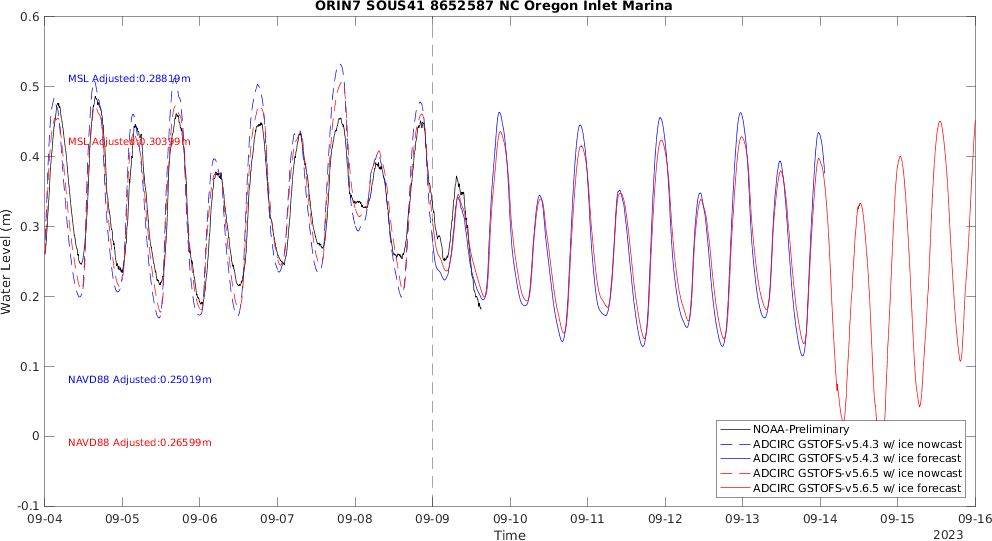 ORIN7 SOUS41 8652587 NC Oregon Inlet Marina
0.6
0.5
0.4
0.3
0.2
0.1
0
-0.1
Water Level (m)
MSL Adjusted:0.28819m
MSL Adjusted:0.30399m
NAVD88 Adjusted:0.25019m
NAVD88 Adjusted:0.26599m
NOAA-Preliminary
ADCIRC GSTOFS-v5.4.3 w/ ice nowcast
ADCIRC GSTOFS-v5.4.3 w/ ice forecast
ADCIRC GSTOFS-v5.6.5 w/ ice nowcast
ADCIRC GSTOFS-v5.6.5 w/ ice forecast
09-04 09-05 09-06 09-07 09-08 09-09 09-10 09-11 09-12 09-13 09-14 09-15 09-16
Time
2023